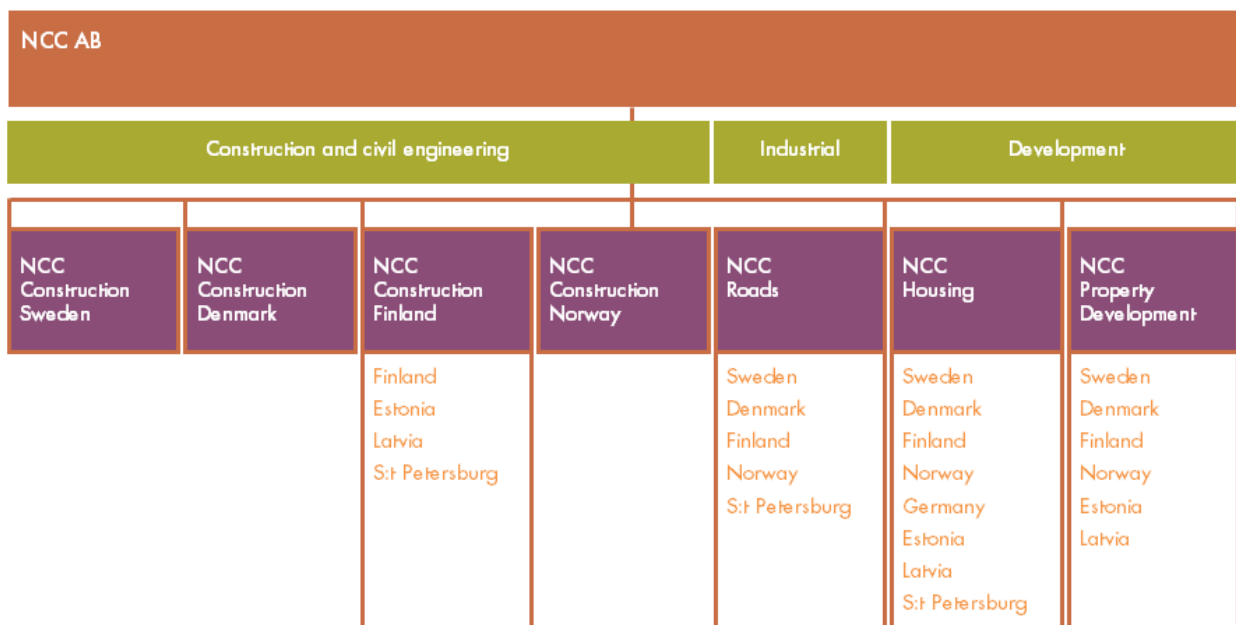 NCC AB
Construction and civil engineering
Industrial
Development
NCC
Construction
Sweden
NCC
Construction
Denmark
NCC
Construction
Finland
NCC
Construction
Norway
NCC
Roads
NCC
Housing
NCC
Property
Development
Finland
Estonia
Latvia
S:t Petersburg
Sweden
Denmark
Finland
Norway
S:t Petersburg
Sweden
Denmark
Finland
Norway
Germany
Estonia
Latvia
S:t Petersburg
Sweden
Denmark
Finland
Norway
Estonia
Latvia